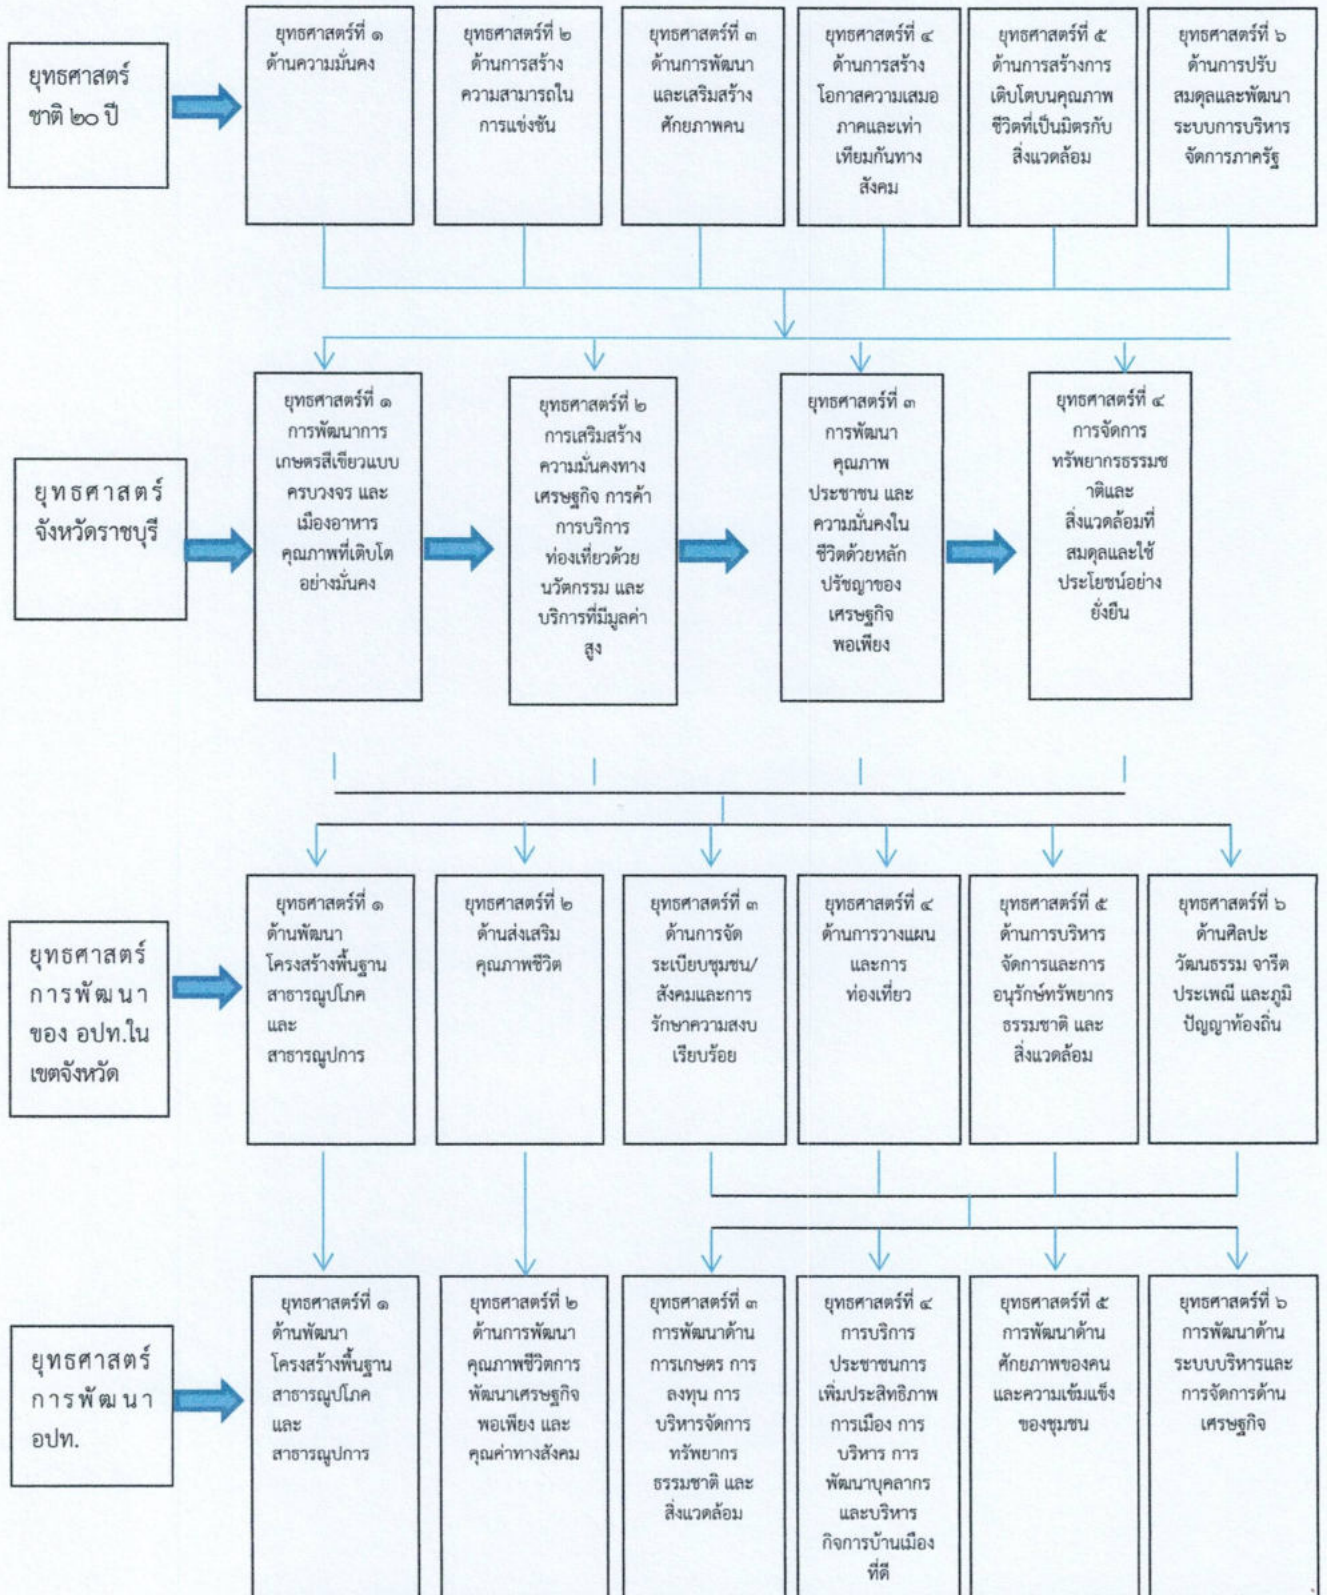 ยุทธศาสตร์
ชาติ ๒๐ ปี
ยุทธศาสตร์ที่ ๑
ด้านความมั่นคง
ยุทธศาสตร์ที่ ๒
ด้านการสร้าง
ความสามารถใน
การแข่งขัน
ยุทธศาสตร์ที่ ๓
ด้านการพัฒนา
และเสริมสร้าง
ศักยภาพคน
ยุทธศาสตร์ที่ ๔
ด้านการสร้าง
โอกาสความเสมอ
ภาคและเท่า
เทียมกันทาง
สังคม
ยุทธศาสตร์ที่ ๕
ด้านการสร้างการ
เติบโตบนคุณภาพ
ชีวิตที่เป็นมิตรกับ
สิ่งแวดล้อม
ยุทธศาสตร์ที่ ๖
ด้านการปรับ
สมดุลและพัฒนา
ระบบการบริหาร
จัดการภาครัฐ
ยุทธศาสตร์
จังหวัดราชบุรี
ยุทธศาสตร์ที่ ๑
การพัฒนาการ
เกษตรสีเขียวแบบ
ครบวงจร และ
เมืองอาหาร
คุณภาพที่เติบโต
อย่างมั่นคง
ยุทธศาสตร์ที่ ๒
การเสริมสร้าง
ความมั่นคงทาง
เศรษฐกิจ การค้า
การบริการ
ท่องเที่ยวด้วย
นวัตกรรม และ
บริการที่มีมูลค่า
สูง
ยุทธศาสตร์ที่ ๓
การพัฒนา
คุณภาพ
ประชาชน และ
ความมั่นคงใน
ชีวิตด้วยหลัก
ปรัชญาของ
เศรษฐกิจ
พอเพียง
ยุทธศาสตร์ที่ ๔
การจัดการ
ทรัพยากรธรรมช
าติและ
สิ่งแวดล้อมที่
สมดุลและใช้
ประโยชน์อย่าง
ยั่งยืน
ยุทธศาสตร์
การพัฒนา
ของ อปท.ใน
เขตจังหวัด
ยุทธศาสตร์ที่ ๑
ด้านพัฒนา
โครงสร้างพื้นฐาน
สาธารณูปโภค
และ
สาธารณูปการ
ยุทธศาสตร์ที่ ๒
ด้านส่งเสริม
คุณภาพชีวิต
ยุทธศาสตร์ที่ ๓
ด้านการจัด
ระเบียบชุมชน/
สังคมและการ
รักษาความสงบ
เรียบร้อย
ยุทธศาสตร์ที่ ๔
ด้านการวางแผน
และการ
ท่องเที่ยว
ยุทธศาสตร์ที่ ๕
ด้านการบริหาร
จัดการและการ
อนุรักษ์ทรัพยากร
ธรรมชาติ และ
สิ่งแวดล้อม
ยุทธศาสตร์ที่ ๖
ด้านศิลปะ
วัฒนธรรม จารีต
ประเพณี และภูมิ
ปัญญาท้องถิ่น
ยุทธศาสตร์
การพัฒนา
อปท.
ยุทธศาสตร์ที่ ๑
ด้านพัฒนา
โครงสร้างพื้นฐาน
สาธารณูปโภค
และ
สาธารณูปการ
ยุทธศาสตร์ที่ ๒
ด้านการพัฒนา
คุณภาพชีวิตการ
พัฒนาเศรษฐกิจ
พอเพียง และ
คุณค่าทางสังคม
ยุทธศาสตร์ที่ ๓
การพัฒนาด้าน
การเกษตร การ
ลงทุน การ
บริหารจัดการ
ทรัพยากร
ธรรมชาติ และ
สิ่งแวดล้อม
ยุทธศาสตร์ที่ ๔
การบริการ
ประชาชนการ
เพิ่มประสิทธิภาพ
การเมือง การ
บริหาร การ
พัฒนาบุคลากร
และบริหาร
กิจการบ้านเมือง
ที่ดี
ยุทธศาสตร์ที่ ๕
การพัฒนาด้าน
ศักยภาพของคน
และความเข้มแข็ง
ของชุมชน
ยุทธศาสตร์ที่ ๖
การพัฒนาด้าน
ระบบบริหารและ
การจัดการด้าน
เศรษฐกิจ